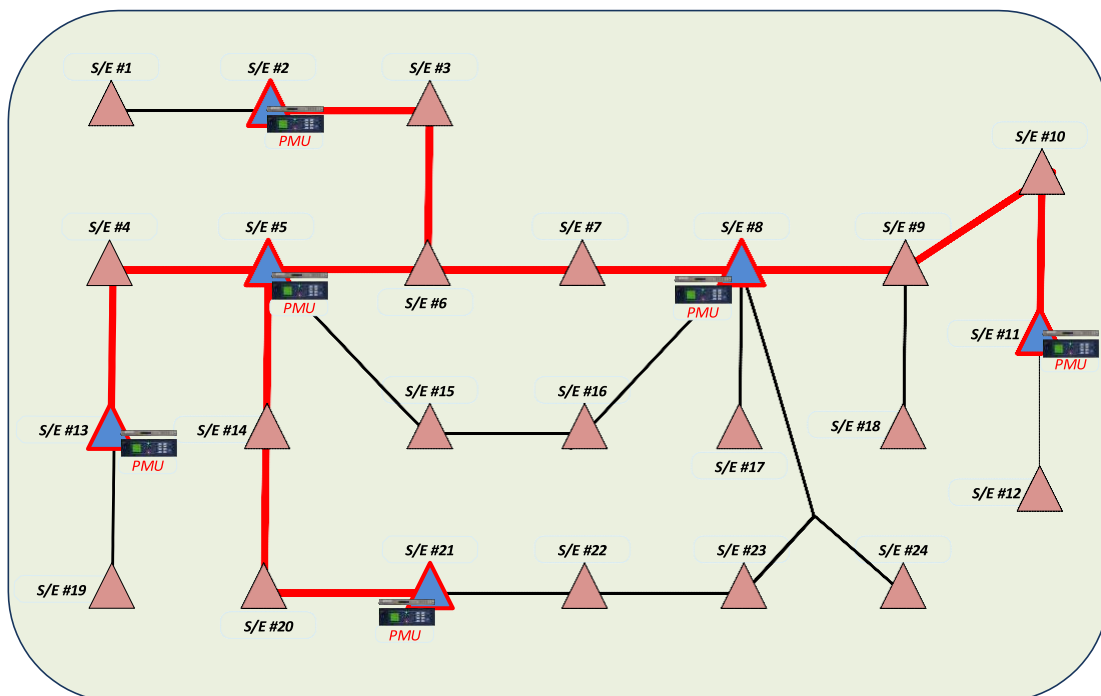 S/E #1
S/E #2
S/E #3
PMU
S/E #10
S/E #4
S/E #5
S/E #7
S/E #8
S/E #9
PMU
S/E #6
PMU
S/E #11
PMU
S/E #15
S/E #16
S/E #13
S/E #14
S/E #18
PMU
S/E #17
S/E #12
S/E #21
S/E #22
S/E #23
S/E #24
S/E #19
S/E #20
PMU